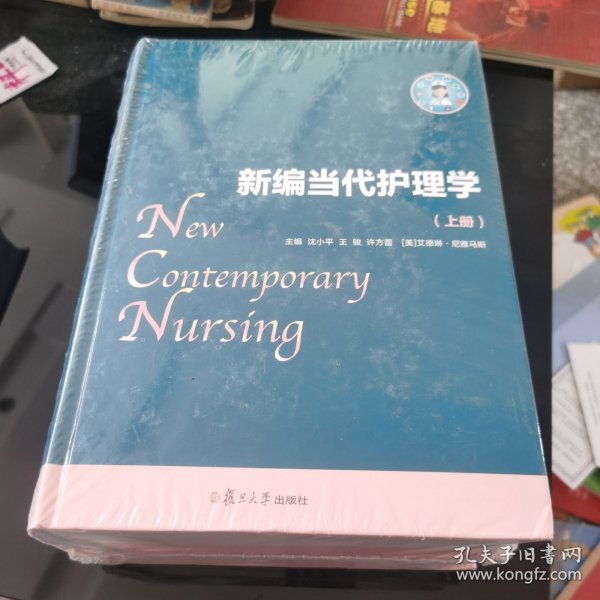 基地
新编当代护理学
(上册)
New
主编 沈小平 王 骏 许方蕾 [美]艾德琳·尼雅马斯
Contemporary
Nursing
復旦大學出版社
孔夫子旧书网
www.kongfz.com